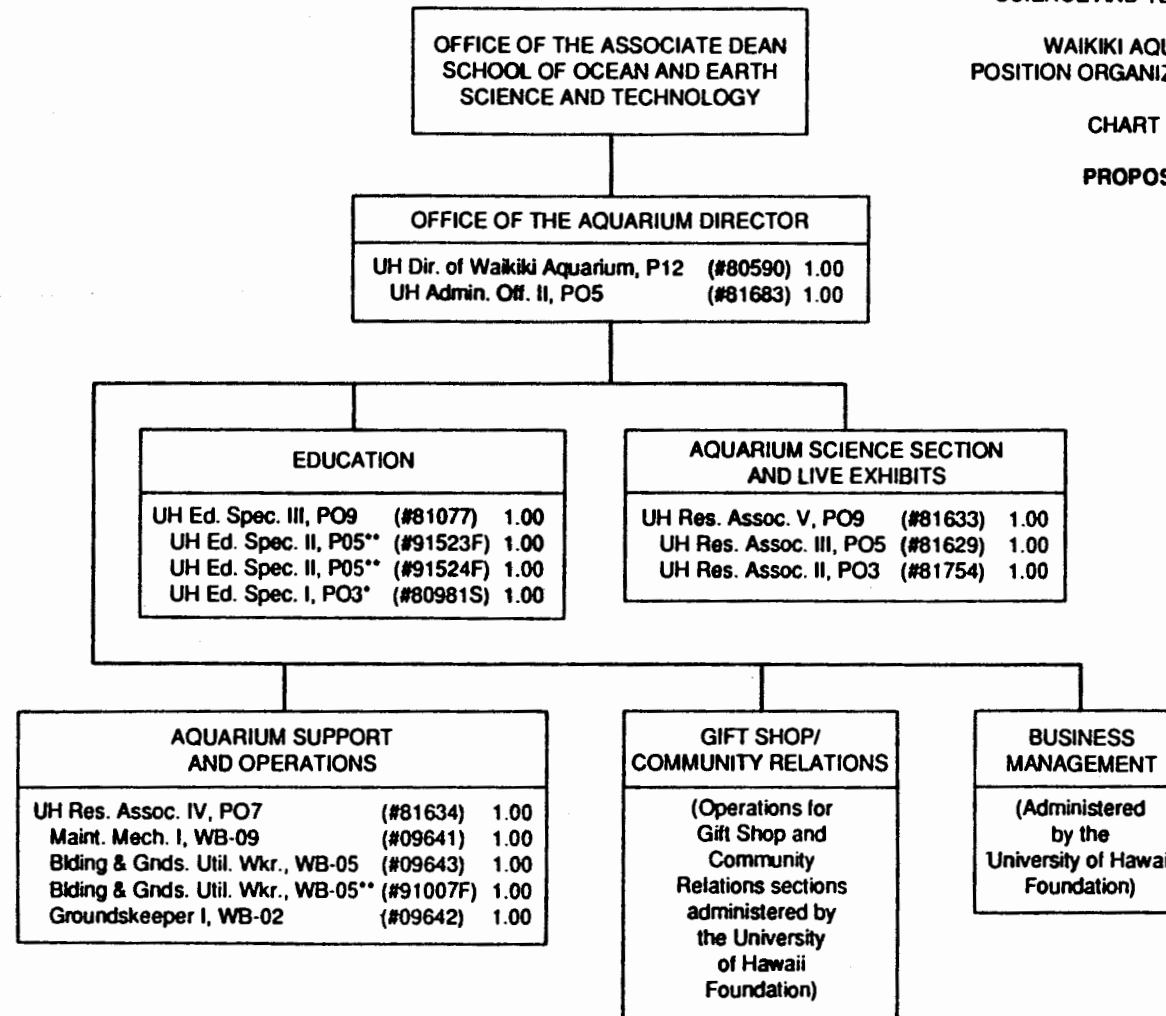 OFFICE OF THE ASSOCIATE DEAN
SCHOOL OF OCEAN AND EARTH
SCIENCE AND TECHNOLOGY
WAIKIKI
POSITION
CHART
OFFICE OF THE AQUARIUM DIRECTOR
UH Dir. of Waikiki Aquarium, P12 (#80590) 1.00
UH Admin. Off. II, PO5 (#81683) 1.00
EDUCATION
UH Ed. Spec. III, PO9 (#81077) 1.00
UH Ed. Spec. II, P05** (#91523F) 1.00
UH Ed. Spec. II, P05** (#91524F) 1.00
UH Ed. Spec. I, PO3* (#80981S) 1.00
AQUARIUM SCIENCE SECTION
AND LIVE EXHIBITS
UH Res. Assoc. V, PO9 (#81633) 1.00
UH Res. Assoc. III, PO5 (#81629) 1.00
UH Res. Assoc. II, PO3 (#81754) 1.00
AQUARIUM SUPPORT
AND OPERATIONS
UH Res. Assoc. IV, PO7 (#81634) 1.00
Maint. Mech. I, WB-09 (#09641) 1.00
Blding & Gnds. Util. Wkr., WB-05 (#09643) 1.00
Blding & Gnds. Util. Wkr., WB-05** (#91007F) 1.00
Groundskeeper I, WB-02 (#09642) 1.00
GIFT SHOP/
COMMUNITY RELATIONS
(Operations for
Gift Shop and
Community
Relations sections
administered by
the University
of Hawaii
Foundation)
BUSINESS
MANAGEMENT
(Administered
by the
University of
Foundation)